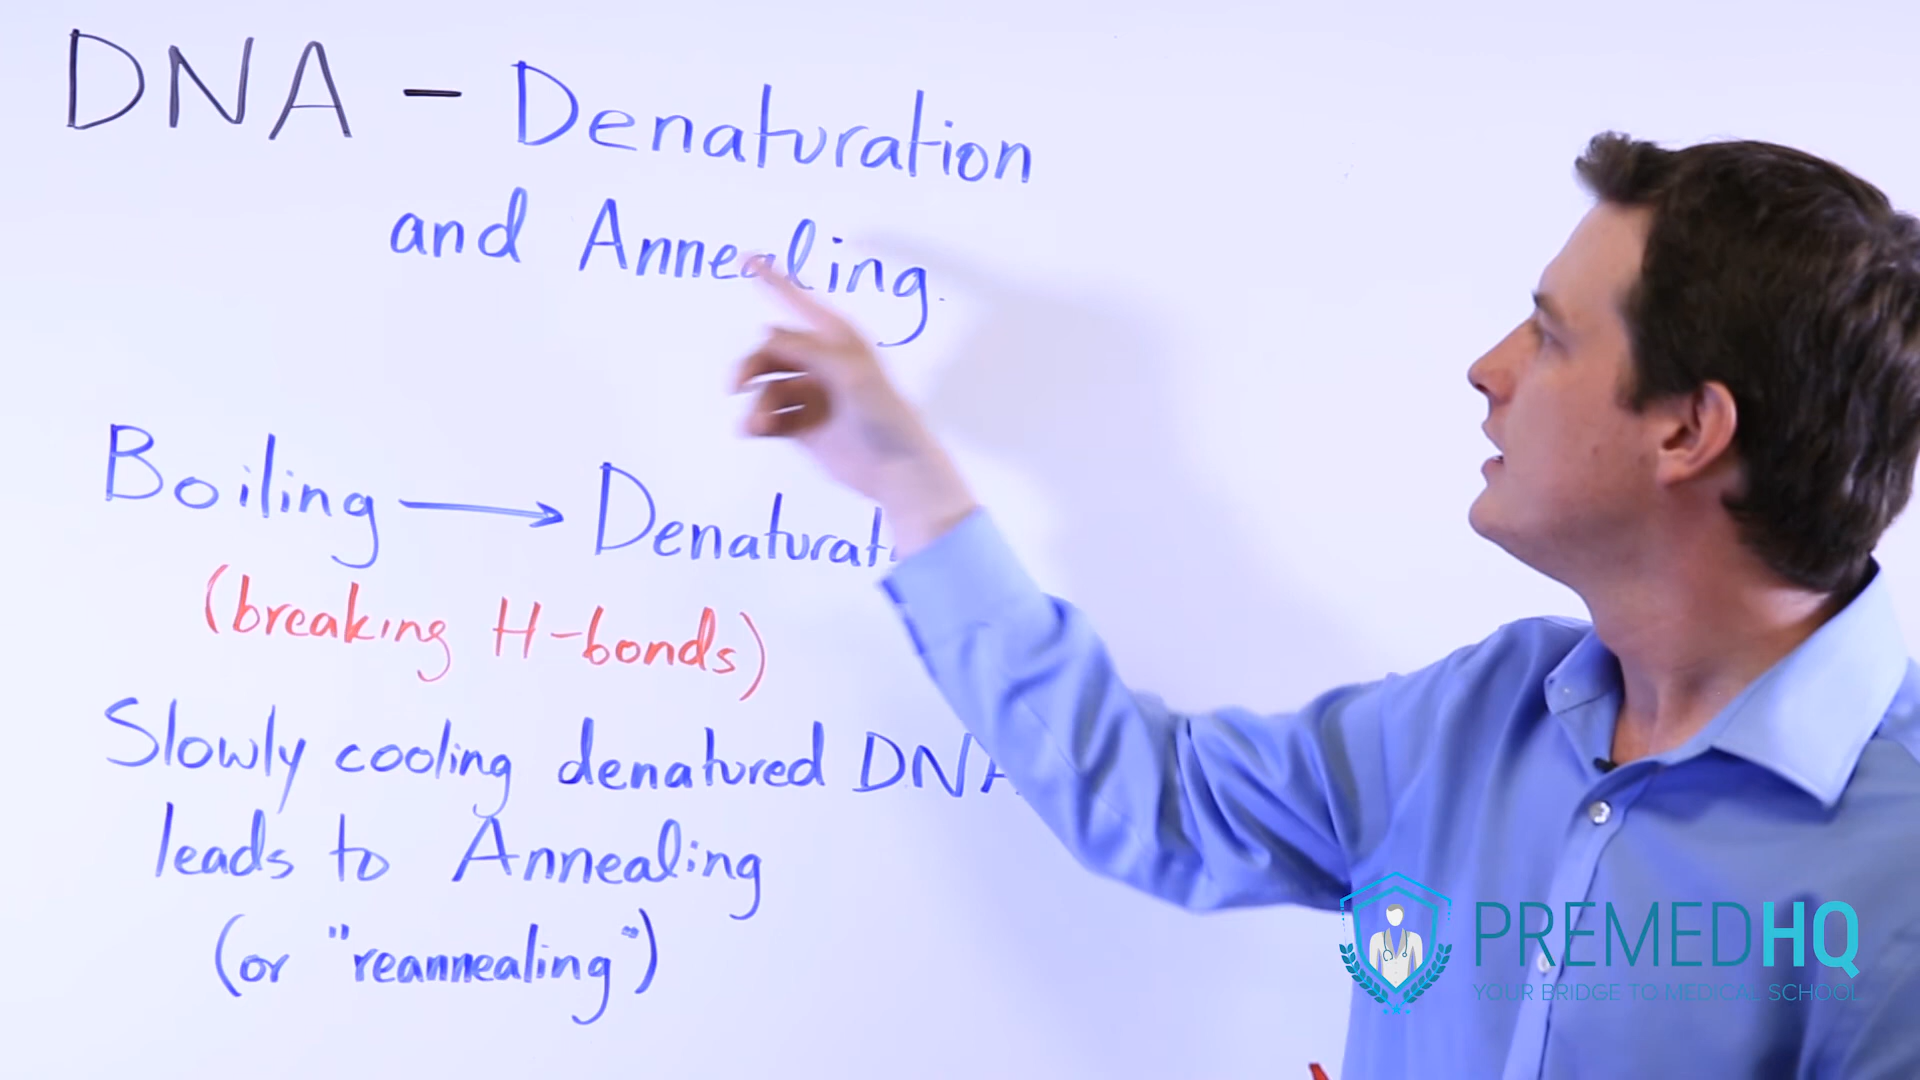 DNA - Denaturation
and Annealing.
Boiling → Denaturat
(breaking H-bonds)
Slowly cooling denatured DNA
leads to Annealing
(or "reannealing")
PREMEDHQ
YOUR BRIDGE TO MEDICAL SCHOOL